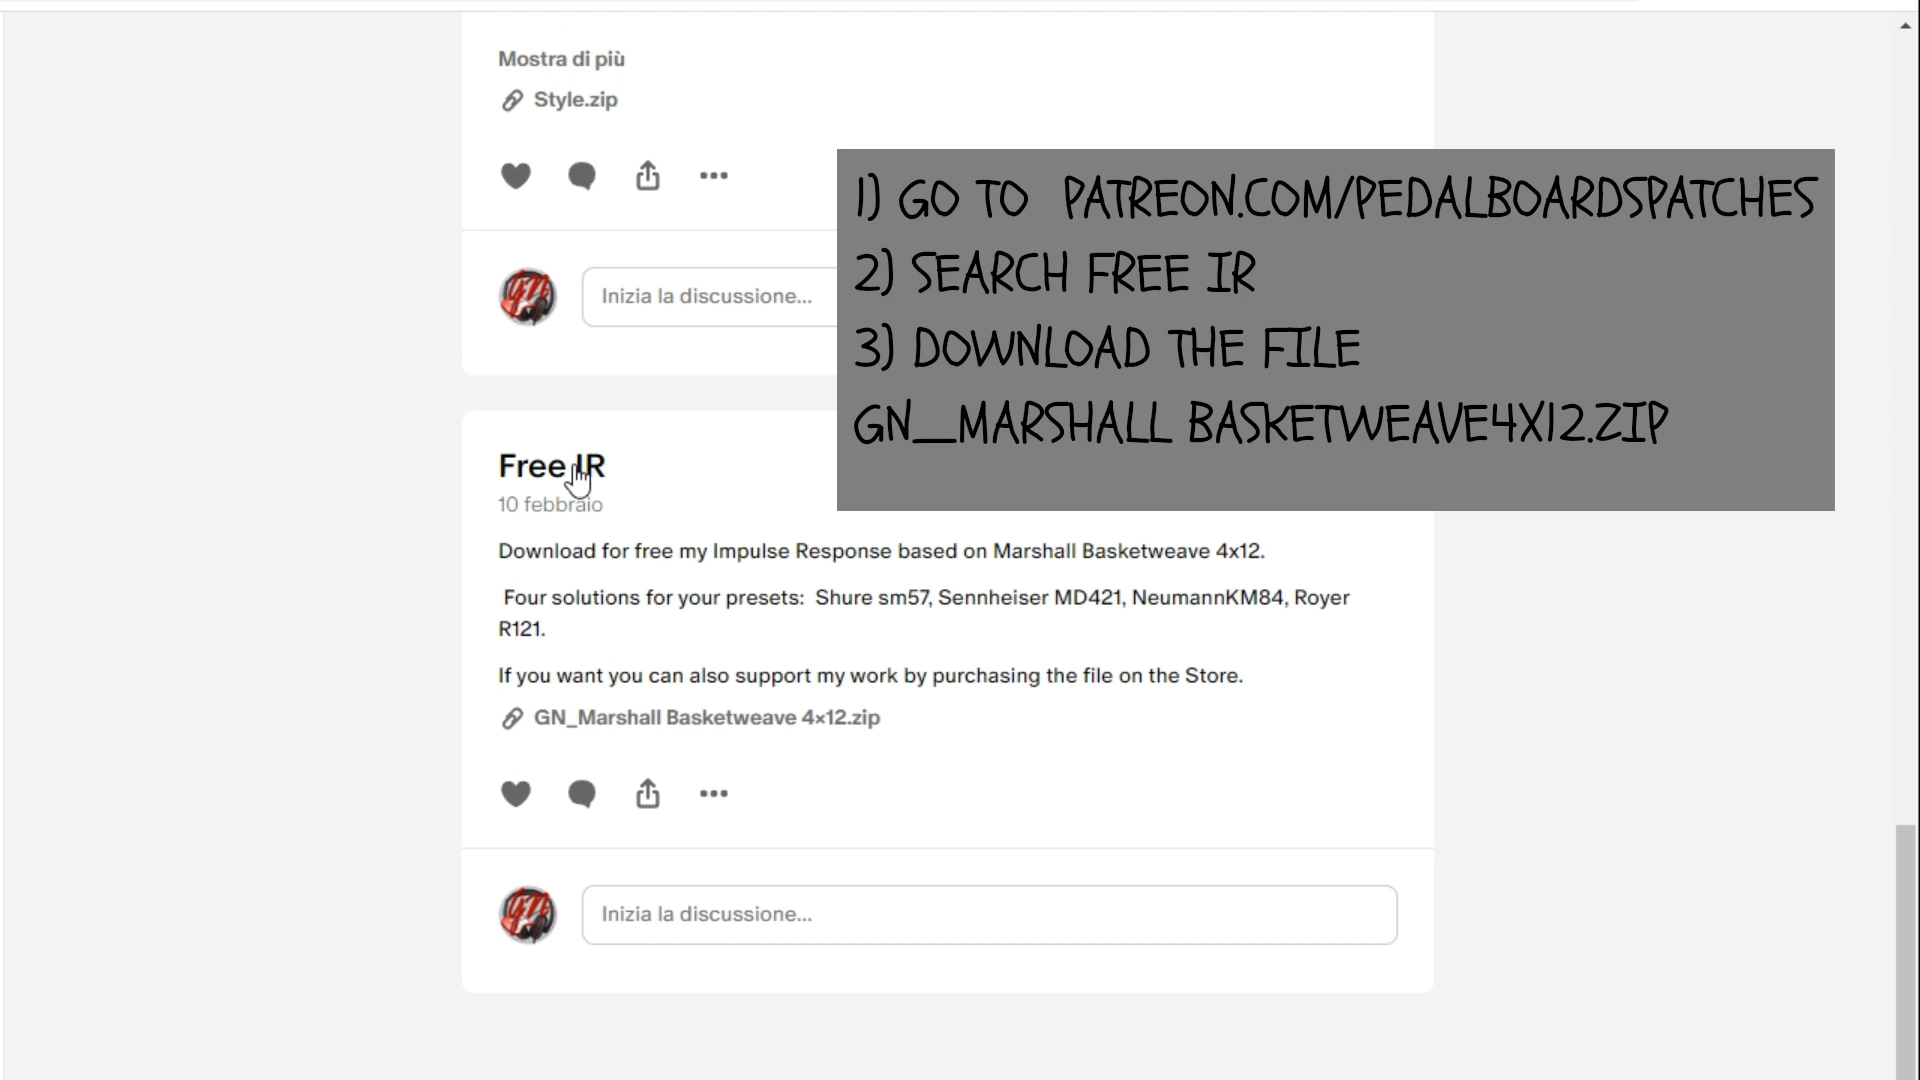 Mostra di più
Style.zip
1) GO TO PATREON.COM/PEDALBOARDSPATCHES
2) SEARCH FREE IR
3) DOWNLOAD THE FILE
GN_MARSHALL BASKETWEAVE4X12.ZIP
Inizia la discussione...
Free IR
10 febbraio
Download for free my Impulse Response based on Marshall Basketweave 4x12.
Four solutions for your presets: Shure sm57, Sennheiser MD421, NeumannKM84, Royer
R121.
If you want you can also support my work by purchasing the file on the Store.
GN_Marshall Basketweave 4×12.zip
Inizia la discussione...